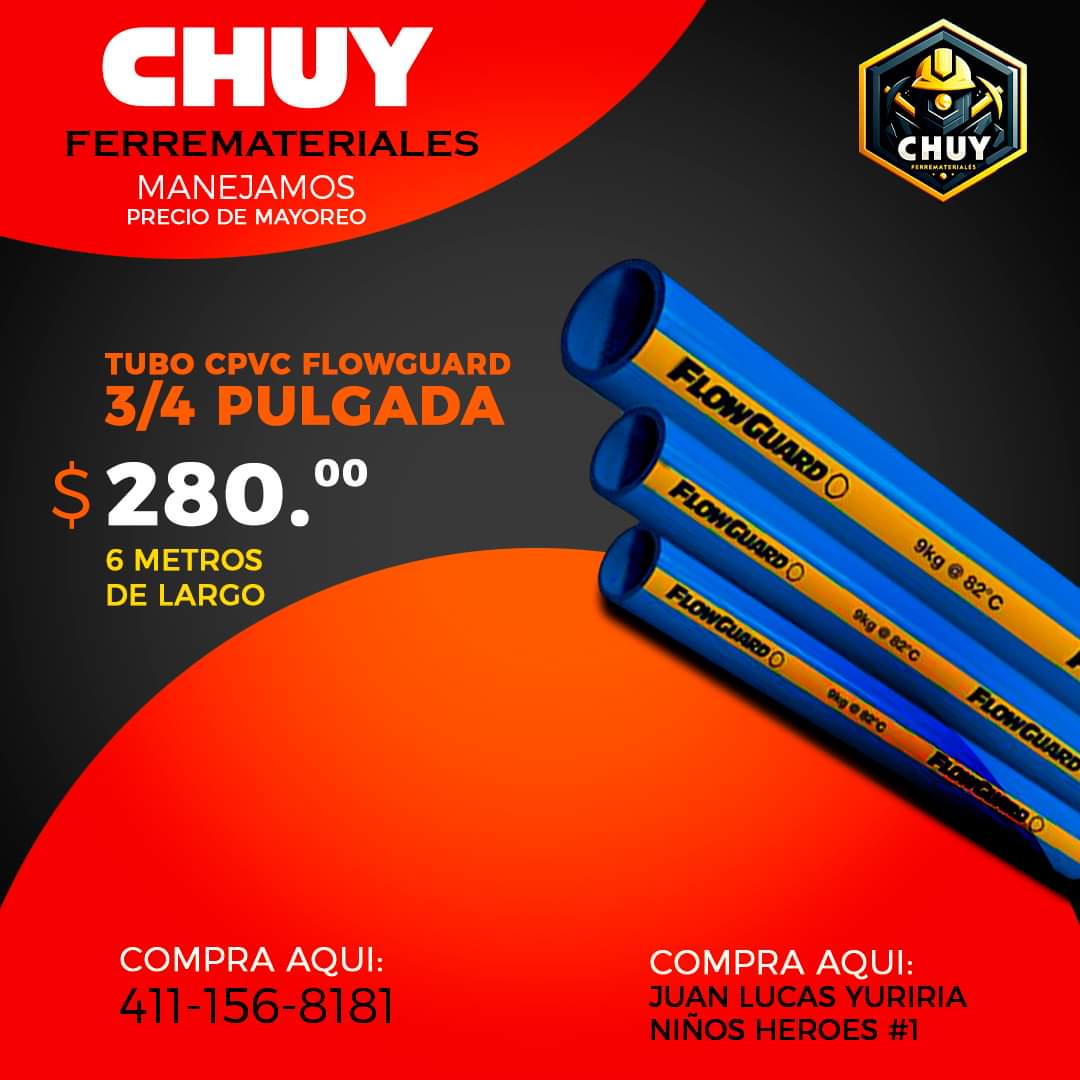 CHUY
FERREMATERIALES
MANEJAMOS
PRECIO DE MAYOREO
CHUY
FERREMATERIALES
TUBO CPVC FLOWGUARD
3/4 PULGADA
$280.00
6 METROS
DE LARGO
FLOWGUARD
9kg @ 82°C
FLOWGUARD
9kg @ 82°C
FLOWGUARD
FLOWGUARD
9kg @ 82°C
FLOWGUARD
COMPRA AQUI:
411-156-8181
COMPRA AQUI:
JUAN LUCAS YURIRIA
NIÑOS HEROES #1